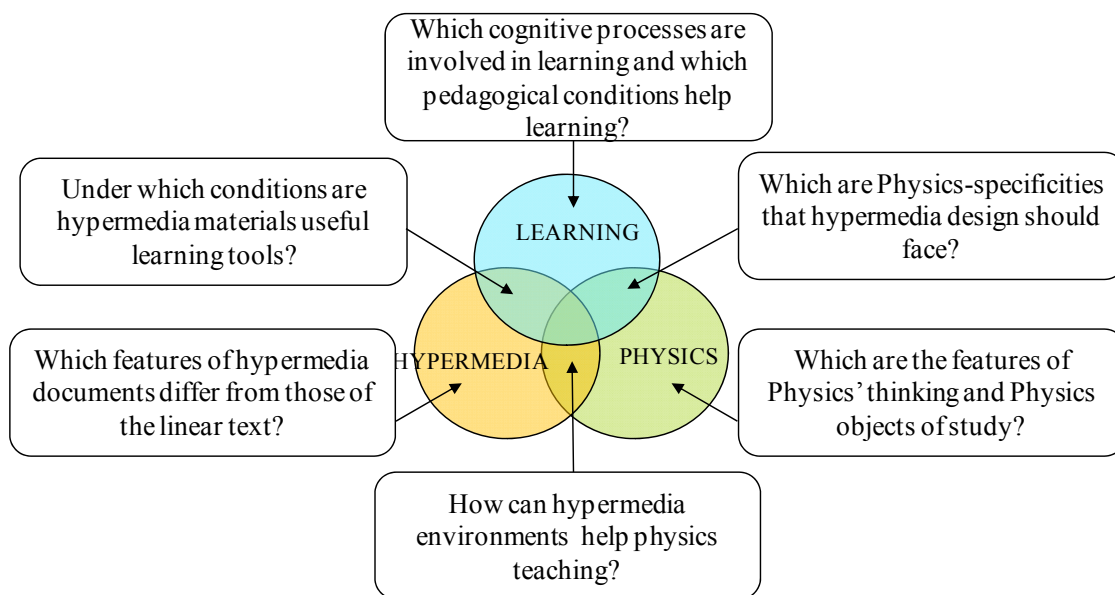 Which cognitive processes are
involved in learning and which
pedagogical conditions help
learning?
Under which conditions are
hypermedia materials useful
learning tools?
Which are Physics-specificities
that hypermedia design should
face?
LEARNING
HYPERMEDIA
PHYSICS
Which features of hypermedia
documents differ from those of
the linear text?
Which are the features of
Physics’ thinking and Physics
objects of study?
How can hypermedia
environments help physics
teaching?